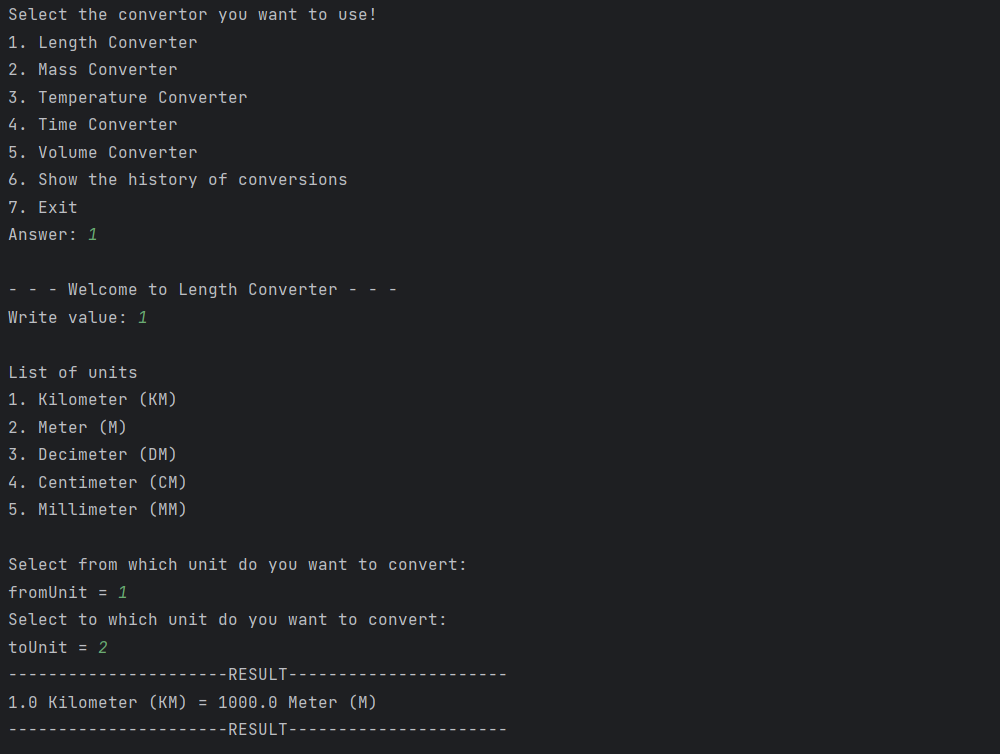 Select the convertor you want to use!
1. Length Converter
2. Mass Converter
3. Temperature Converter
4. Time Converter
5. Volume Converter
6. Show the history of conversions
7. Exit
Answer: 1
- - - Welcome to Length Converter - - -
Write value: 1
List of units
1. Kilometer (KM)
2. Meter (M)
3. Decimeter (DM)
4. Centimeter (CM)
5. Millimeter (MM)
Select from which unit do you want to convert:
fromUnit = 1
Select to which unit do you want to convert:
toUnit = 2
----------------------RESULT----------------------
1.0 Kilometer (KM) = 1000.0 Meter (M)
----------------------RESULT----------------------